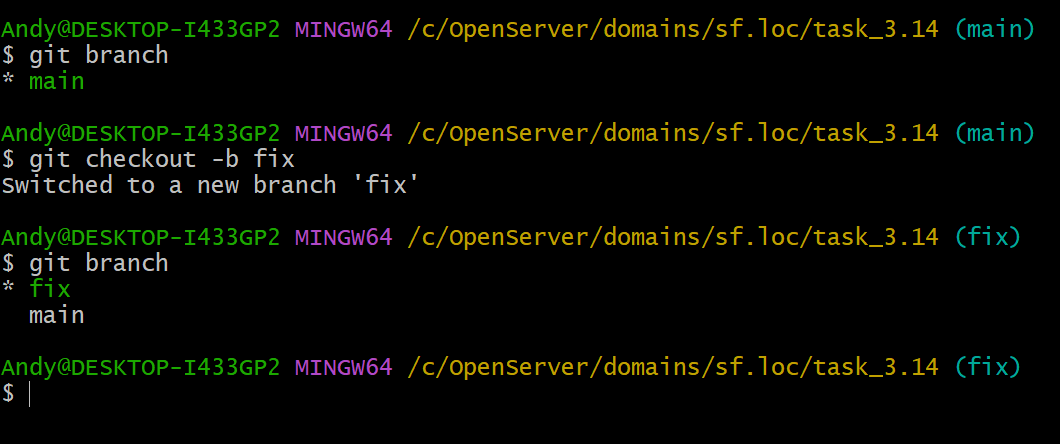 Andy@DESKTOP-I433GP2 MINGW64 /c/OpenServer/domains/sf.loc/task_3.14 (main)
$ git branch
* main
Andy@DESKTOP-I433GP2 MINGW64 /c/OpenServer/domains/sf.loc/task_3.14 (main)
$ git checkout -b fix
Switched to a new branch 'fix'
Andy@DESKTOP-I433GP2 MINGW64 /c/OpenServer/domains/sf.loc/task_3.14 (fix)
$ git branch
* fix
  main
Andy@DESKTOP-I433GP2 MINGW64 /c/OpenServer/domains/sf.loc/task_3.14 (fix)
$